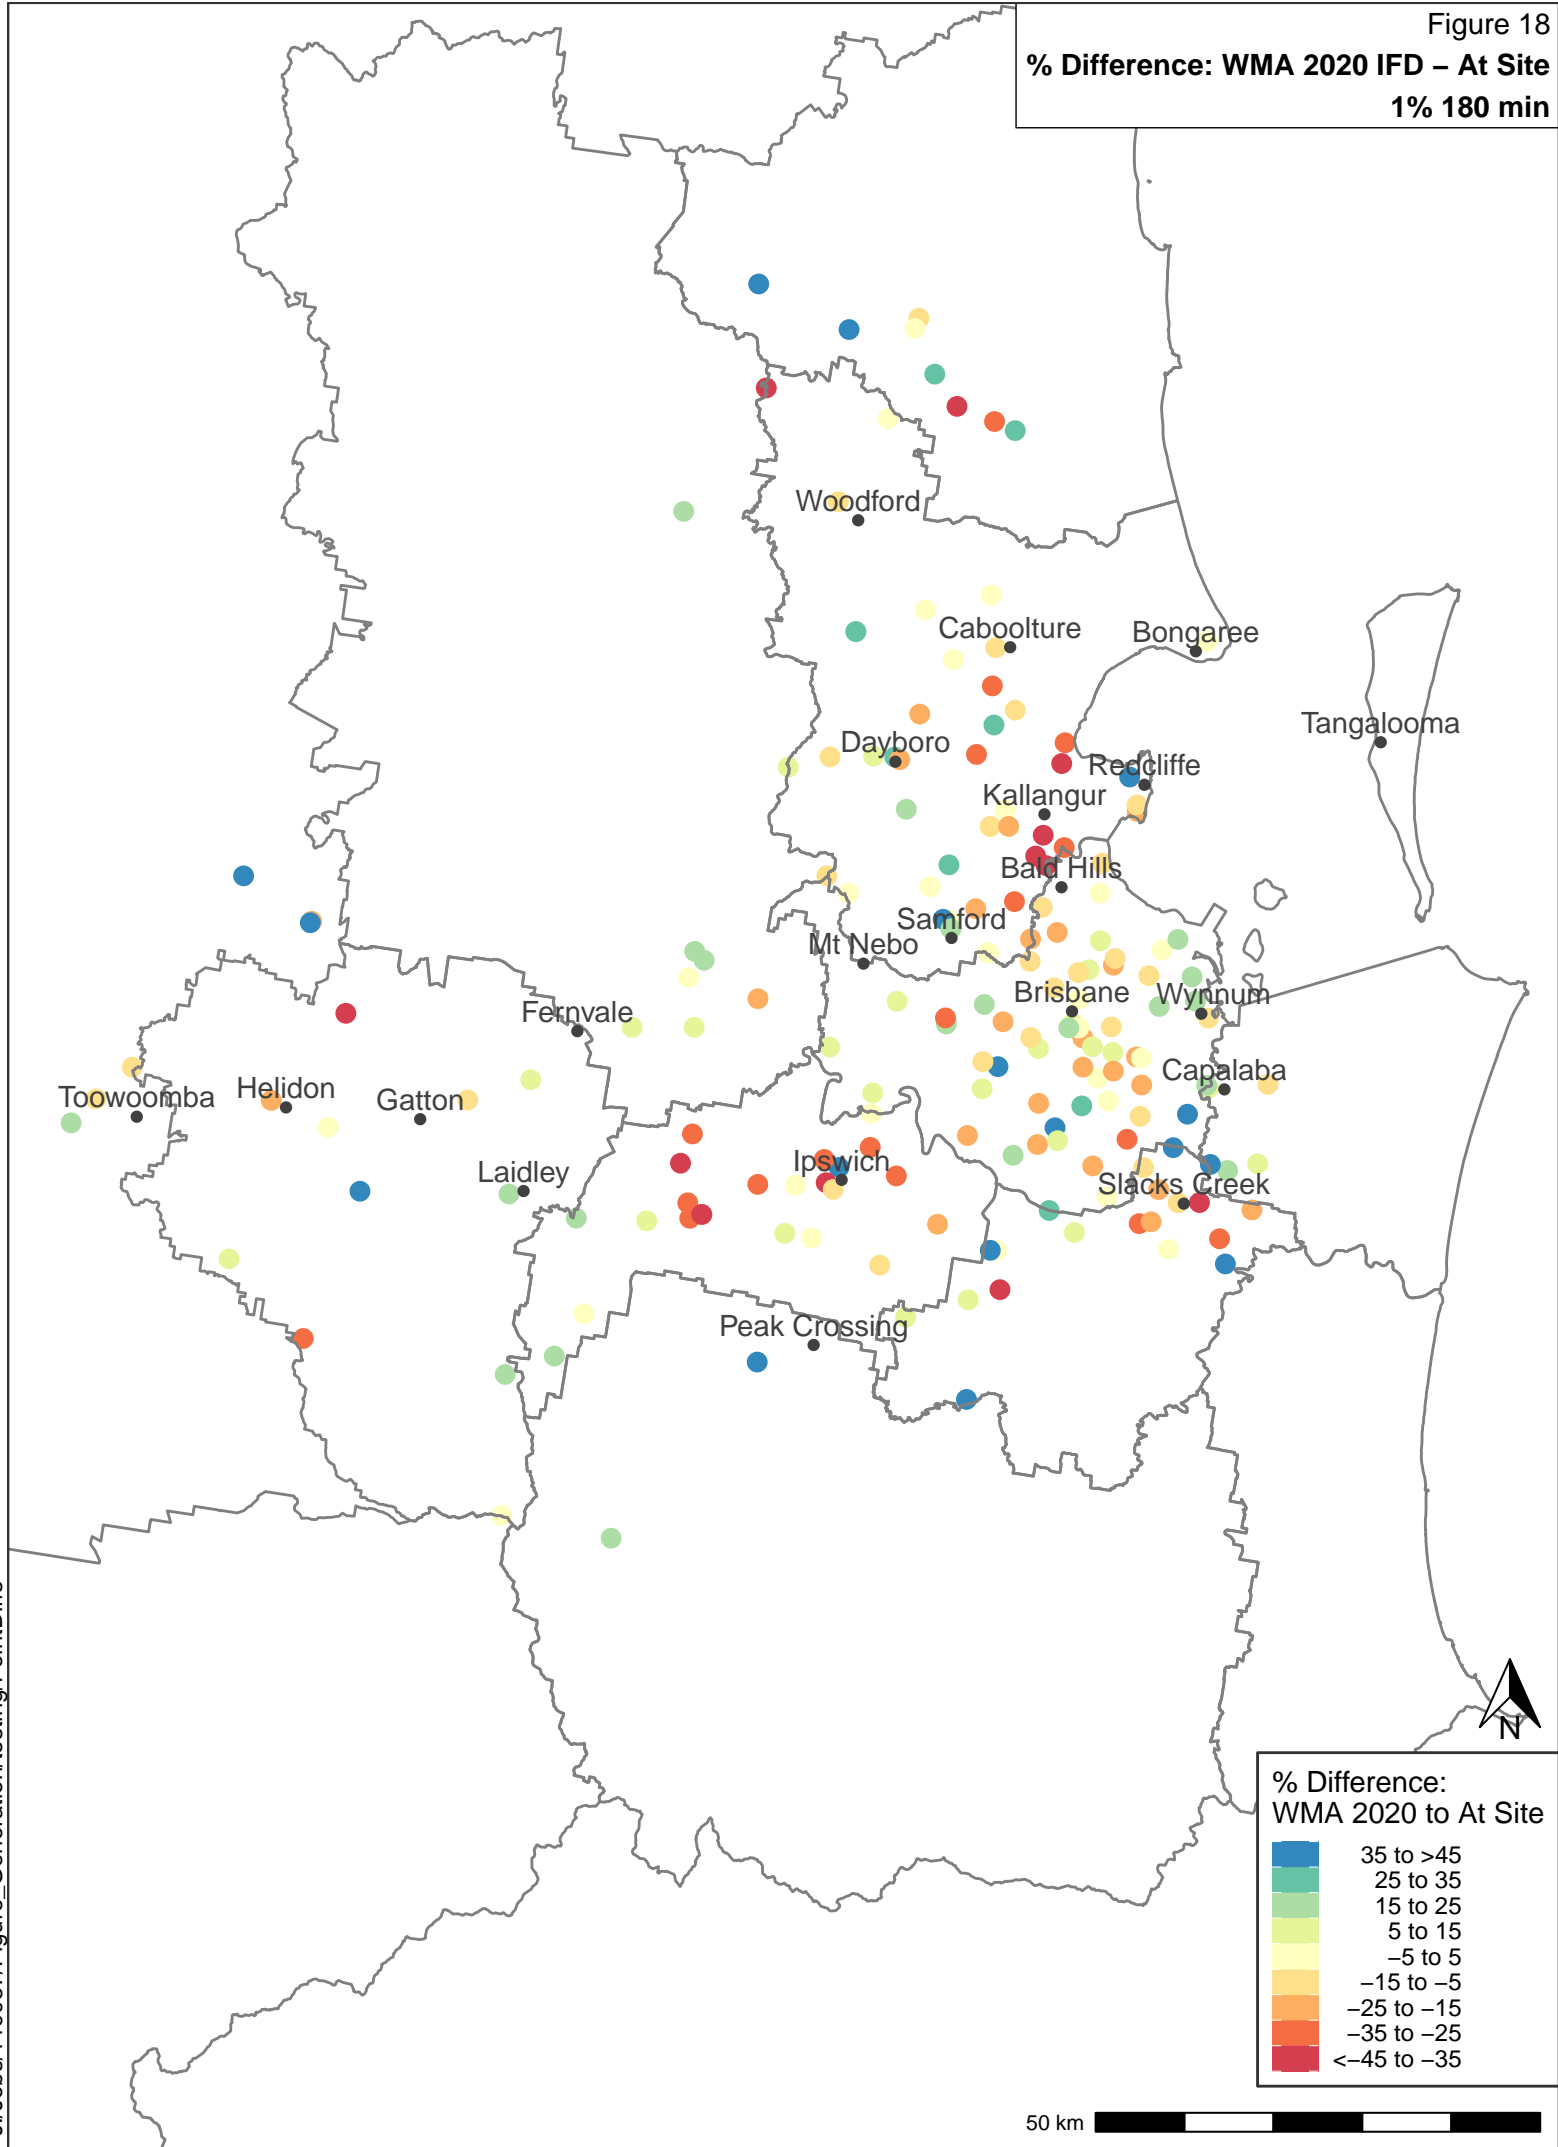 Figure 18
% Difference: WMA 2020 IFD – At Site
1% 180 min
Woodford
Caboolture
Bongaree
Tangalooma
Dayboro
Redcliffe
Kallangur
Bald Hills
Samford
Mt Nebo
Brisbane
Wynnum
Fernvale
Capalaba
Toowoomba
Helidon
Gatton
Ipswich
Laidley
Slacks Creek
Peak Crossing
N
% Difference:
WMA 2020 to At Site
35 to >45
25 to 35
15 to 25
5 to 15
–5 to 5
–15 to –5
–25 to –15
–35 to –25
<–45 to –35
50 km